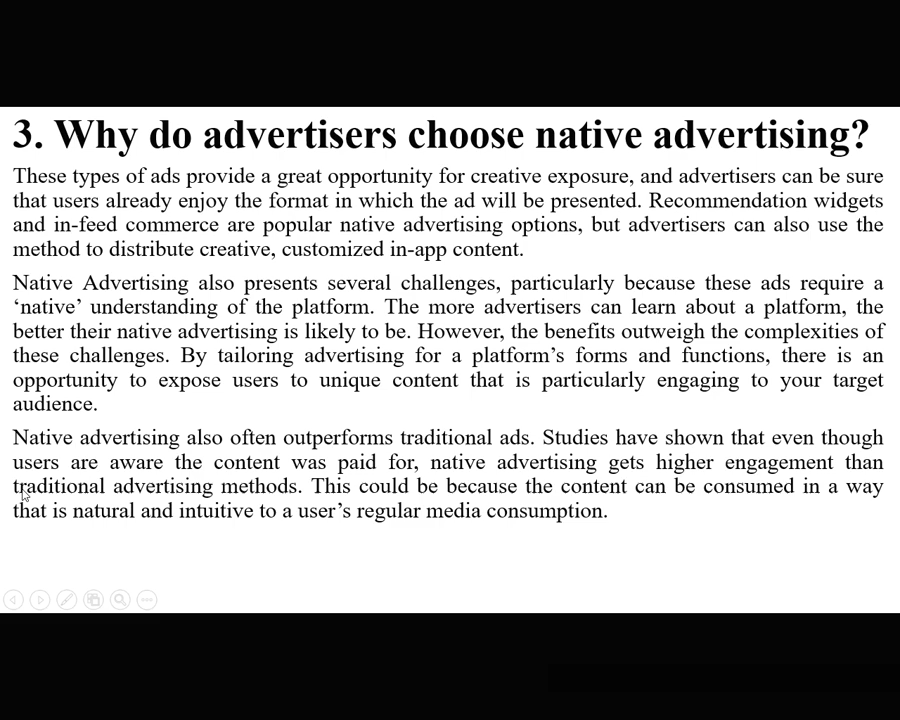 3. Why do advertisers choose native advertising?
These types of ads provide a great opportunity for creative exposure, and advertisers can be sure
that users already enjoy the format in which the ad will be presented. Recommendation widgets
and in-feed commerce are popular native advertising options, but advertisers can also use the
method to distribute creative, customized in-app content.
Native Advertising also presents several challenges, particularly because these ads require a
‘native’ understanding of the platform. The more advertisers can learn about a platform, the
better their native advertising is likely to be. However, the benefits outweigh the complexities of
these challenges. By tailoring advertising for a platform’s forms and functions, there is an
opportunity to expose users to unique content that is particularly engaging to your target
audience.
Native advertising also often outperforms traditional ads. Studies have shown that even though
users are aware the content was paid for, native advertising gets higher engagement than
traditional advertising methods. This could be because the content can be consumed in a way
that is natural and intuitive to a user’s regular media consumption.